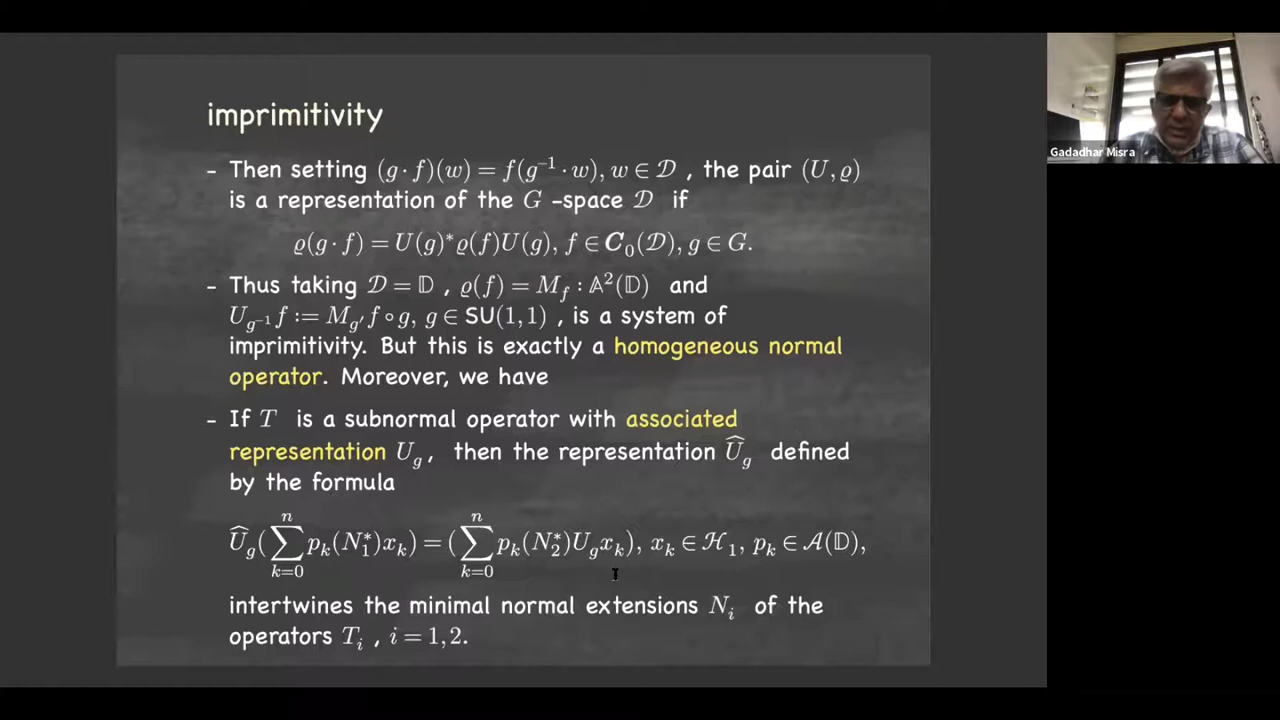 imprimitivity
- Then setting (g · f)(w) = f(g⁻¹ · w), w ∈ 𝒟 , the pair (U, ϱ)
is a representation of the G -space 𝒟 if
ϱ(g · f) = U(g)*ϱ(f)U(g), f ∈ C₀(𝒟), g ∈ G.
- Thus taking 𝒟 = 𝔻 , ϱ(f) = M_f : 𝔸²(𝔻) and
U_{g⁻¹} f := M_{g′} f ∘ g, g ∈ SU(1, 1) , is a system of
imprimitivity. But this is exactly a homogeneous normal
operator. Moreover, we have
- If T is a subnormal operator with associated
representation U_g, then the representation Û_g defined
by the formula
Û_g(∑_{k=0}^{n} p_k(N₁*)x_k) = (∑_{k=0}^{n} p_k(N₂*)U_g x_k), x_k ∈ ℋ₁, p_k ∈ 𝒜(𝔻),
intertwines the minimal normal extensions N_i of the
operators T_i , i = 1, 2.
Gadadhar Misra